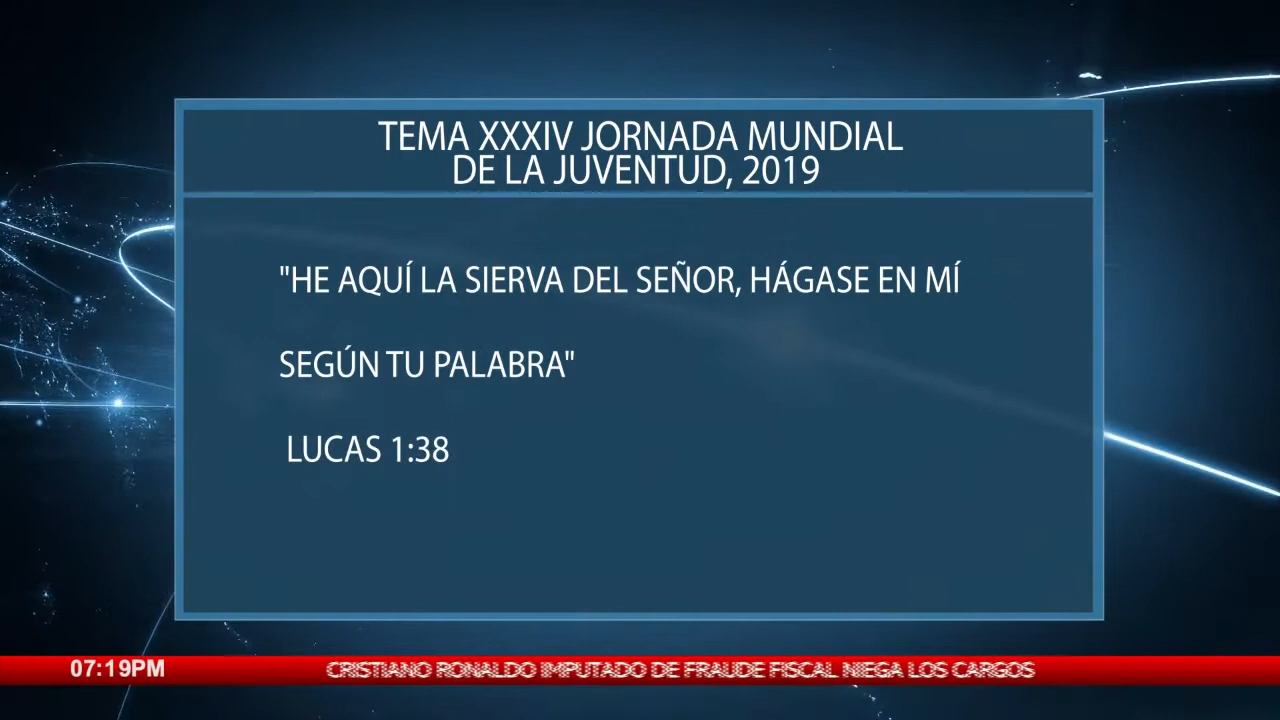 TEMA XXXIV JORNADA MUNDIAL
DE LA JUVENTUD, 2019
"HE AQUÍ LA SIERVA DEL SEÑOR, HÁGASE EN MÍ
SEGÚN TU PALABRA"
LUCAS 1:38
07:19PM
CRISTIANO RONALDO IMPUTADO DE FRAUDE FISCAL NIEGA LOS CARGOS